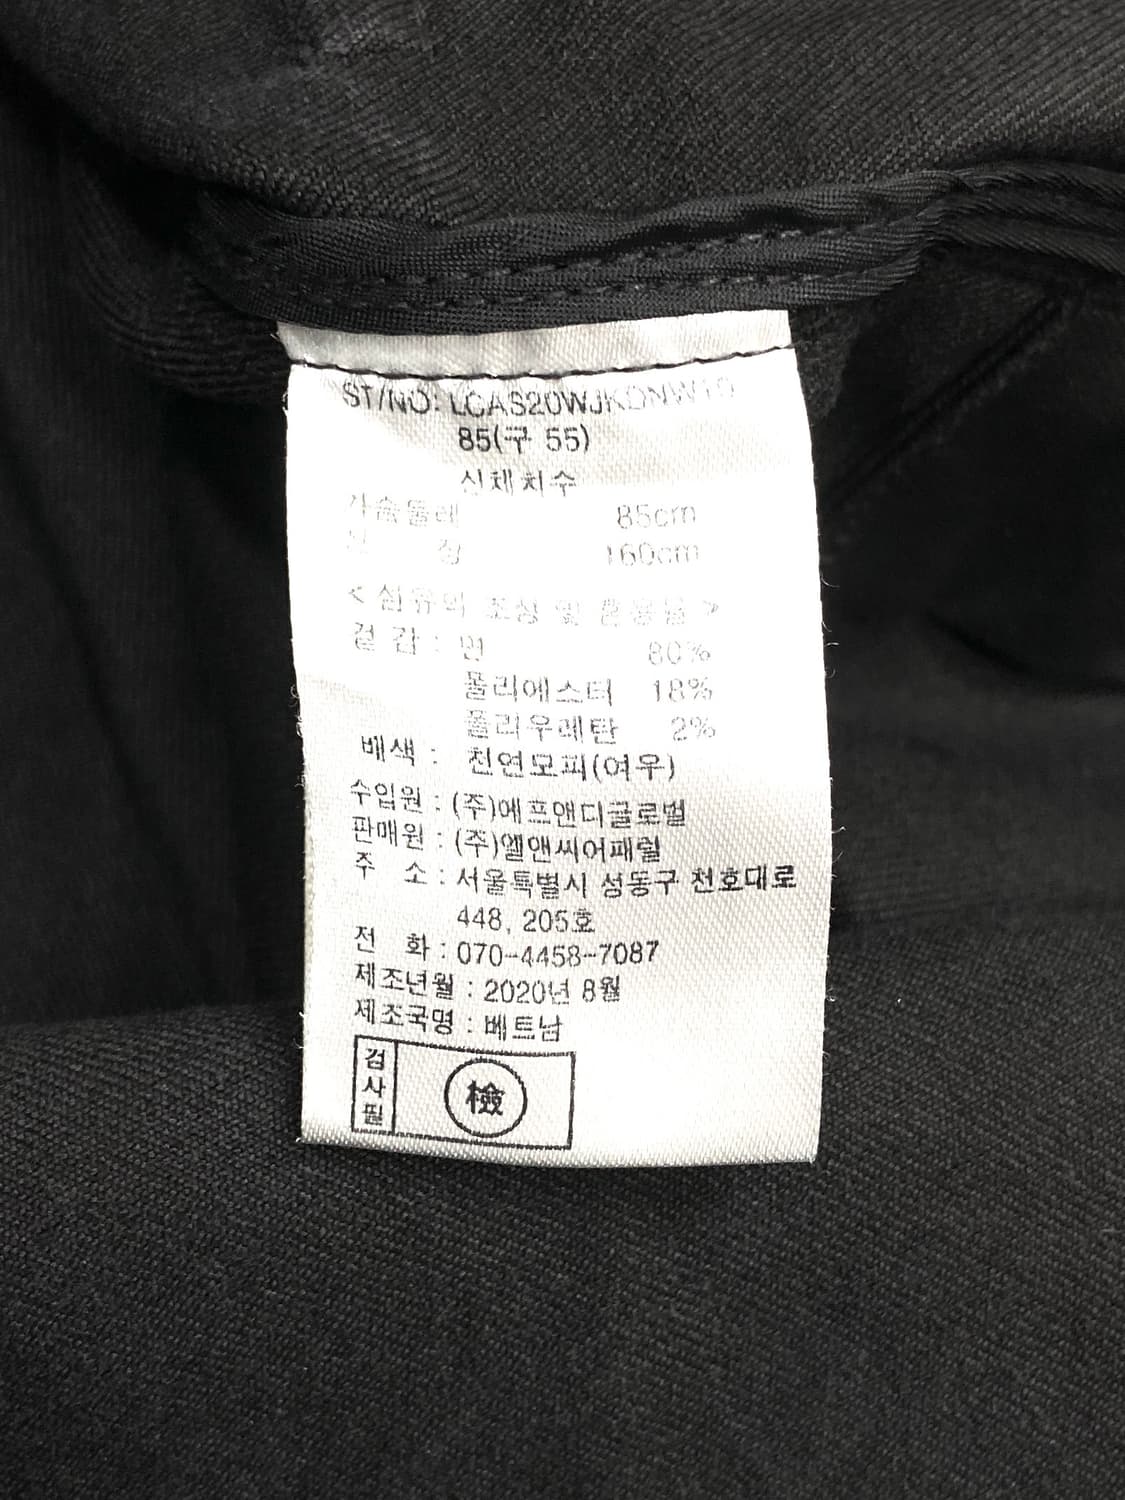 ST/NO: LCAS20WJKDNW10
85(구 55)
신체치수
가슴둘레 85cm
신 장 160cm
< 섬유의 조성 및 혼용률 >
겉 감 : 면 80%
폴리에스터 18%
폴리우레탄 2%
배색 : 천연모피(여우)
수입원 : (주)에프앤디글로벌
판매원 : (주)엘앤씨어패럴
주 소 : 서울특별시 성동구 천호대로
448, 205호
전 화 : 070-4458-7087
제조년월 : 2020년 8월
제조국명 : 베트남
검사필
檢